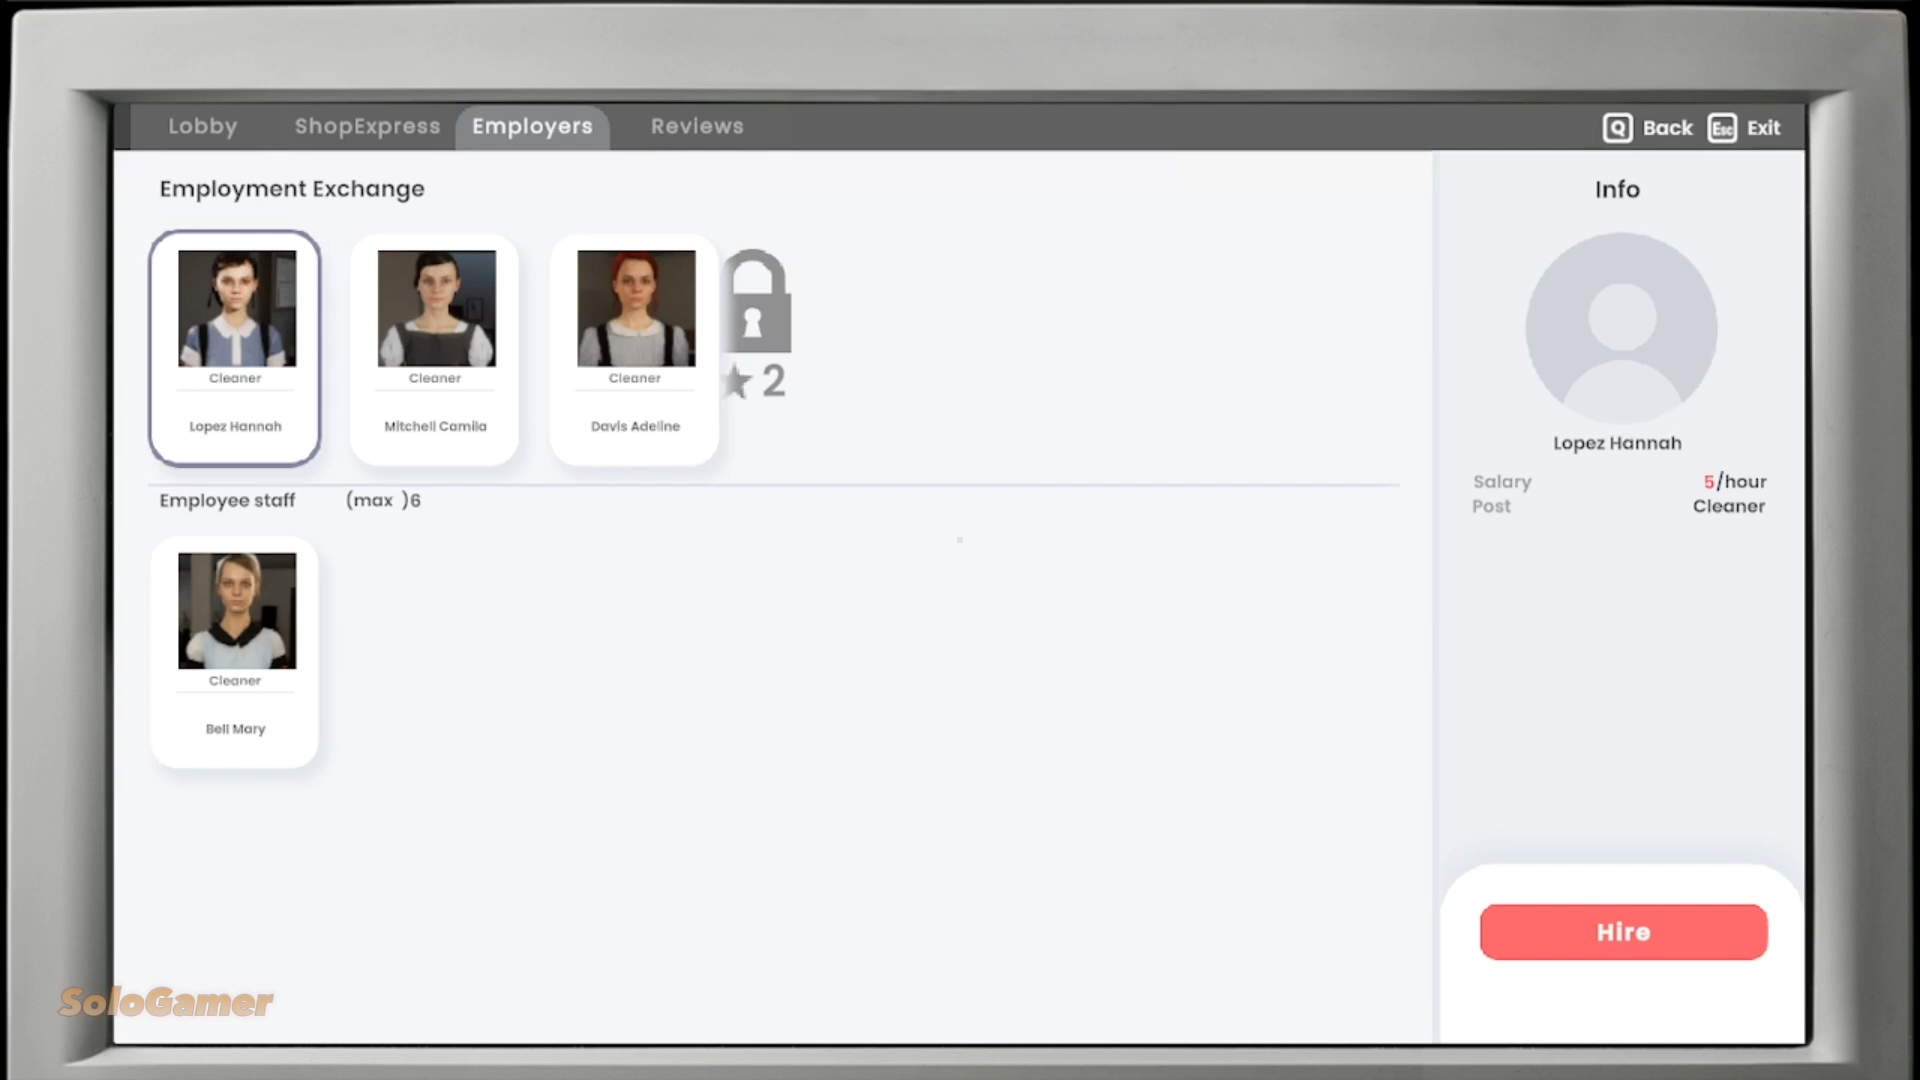 Lobby ShopExpress Employers Reviews Q Back Esc Exit
Employment Exchange
Cleaner
Lopez Hannah
Cleaner
Mitchell Camila
Cleaner
Davis Adeline
2
Employee staff (max )6
Cleaner
Bell Mary
Info
Lopez Hannah
Salary 5/hour
Post Cleaner
Hire
SoloGamer